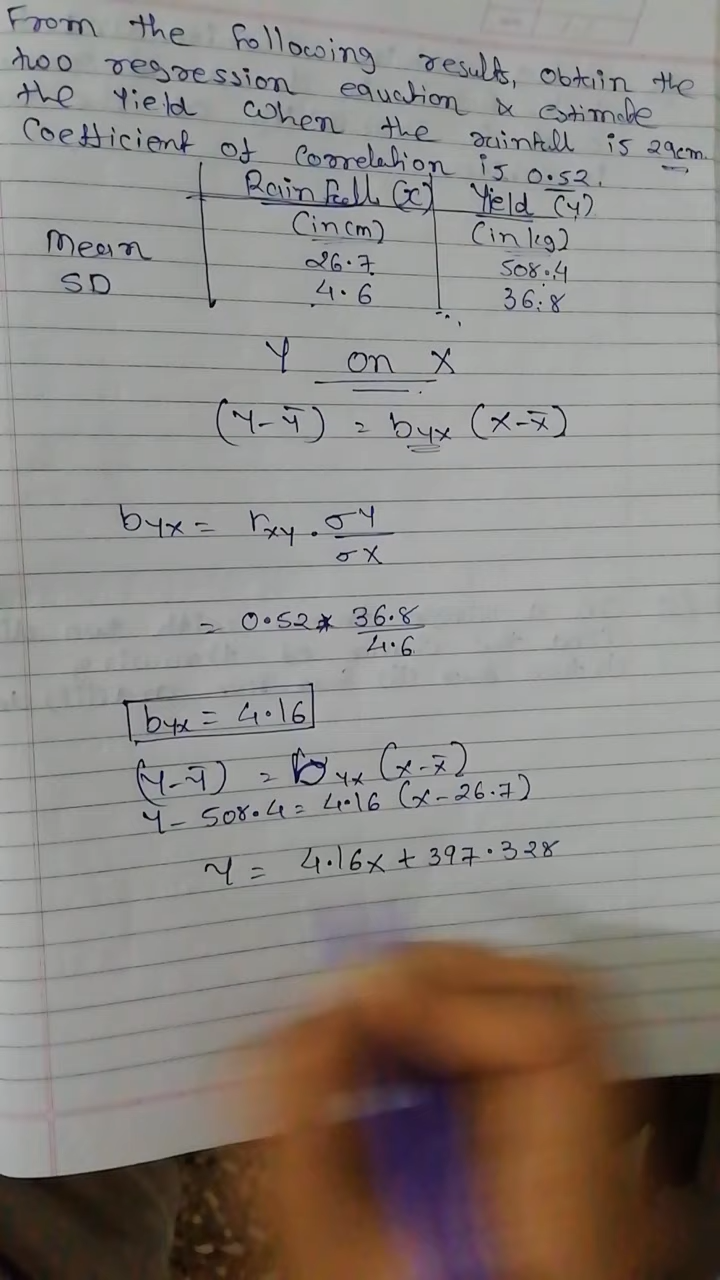 From the following result, obtain the
two regression equation & estimate
the Yield when the rainfall is 29cm.
Coefficient of Correlation is 0.52.
Rain Fall (x) Yield (Y)
(in cm) (in kg)
Mean 26.7 508.4
SD 4.6 36.8
Y on X
(Y-Ȳ) = byx (x-x̄)
byx = rxy . σY/σX
= 0.52 * 36.8/4.6
byx = 4.16
(Y-Ȳ) = byx (x-x̄)
Y - 508.4 = 4.16 (x-26.7)
Y = 4.16x + 397.328